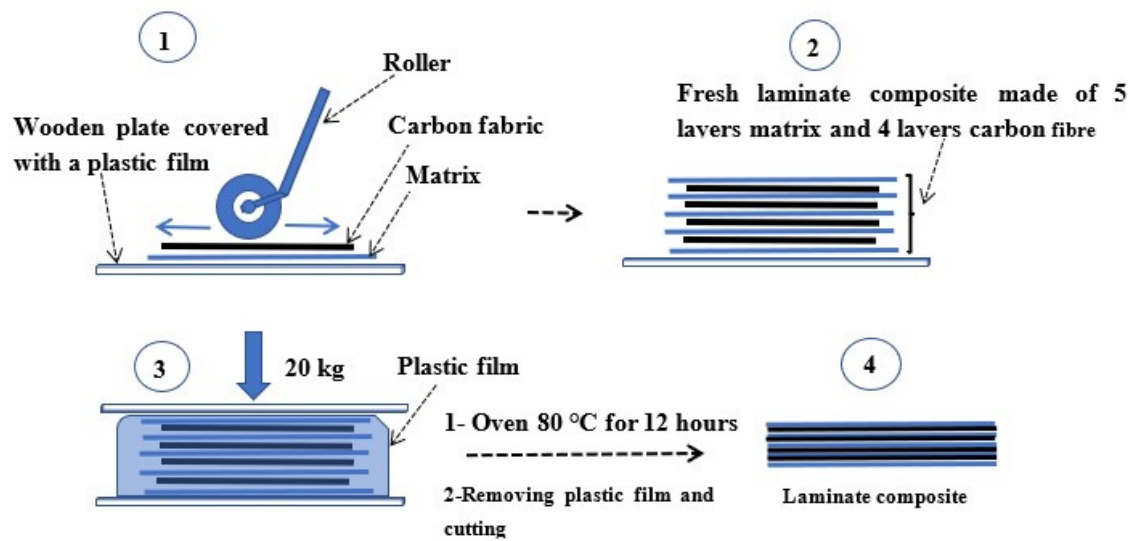 1
Roller
Wooden plate covered
with a plastic film
Carbon fabric
Matrix
2
Fresh laminate composite made of 5
layers matrix and 4 layers carbon fibre
3
20 kg
Plastic film
1- Oven 80 °C for 12 hours
2-Removing plastic film and
cutting
4
Laminate composite